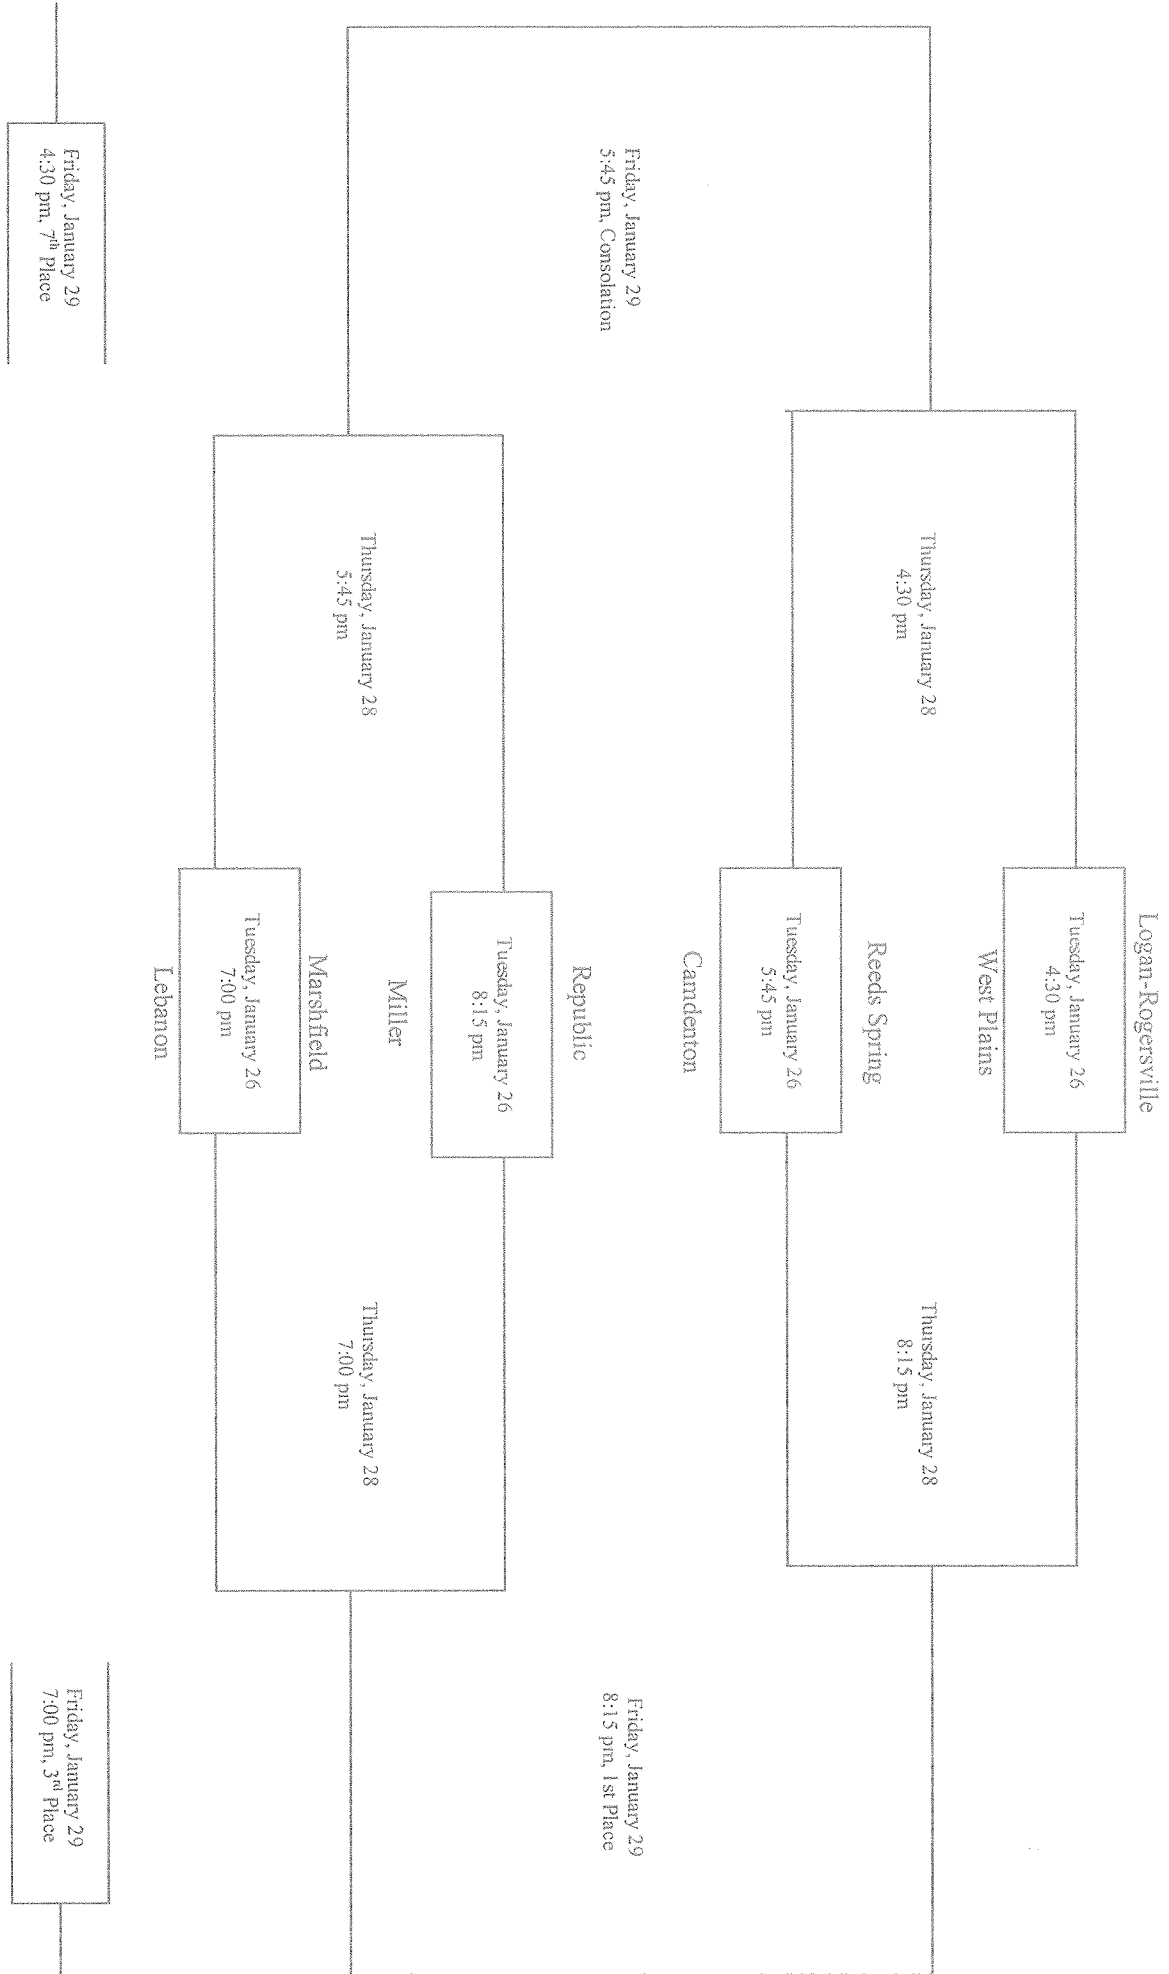 Logan-Rogersville
Tuesday, January 26
4:30 pm
West Plains
Thursday, January 28
4:30 pm
Thursday, January 28
8:15 pm
Reeds Spring
Tuesday, January 26
5:45 pm
Camdenton
Friday, January 29
5:45 pm, Consolation
Friday, January 29
8:15 pm, 1st Place
Republic
Tuesday, January 26
8:15 pm
Miller
Thursday, January 28
5:45 pm
Thursday, January 28
7:00 pm
Marshfield
Tuesday, January 26
7:00 pm
Lebanon
Friday, January 29
4:30 pm, 7th Place
Friday, January 29
7:00 pm, 3rd Place